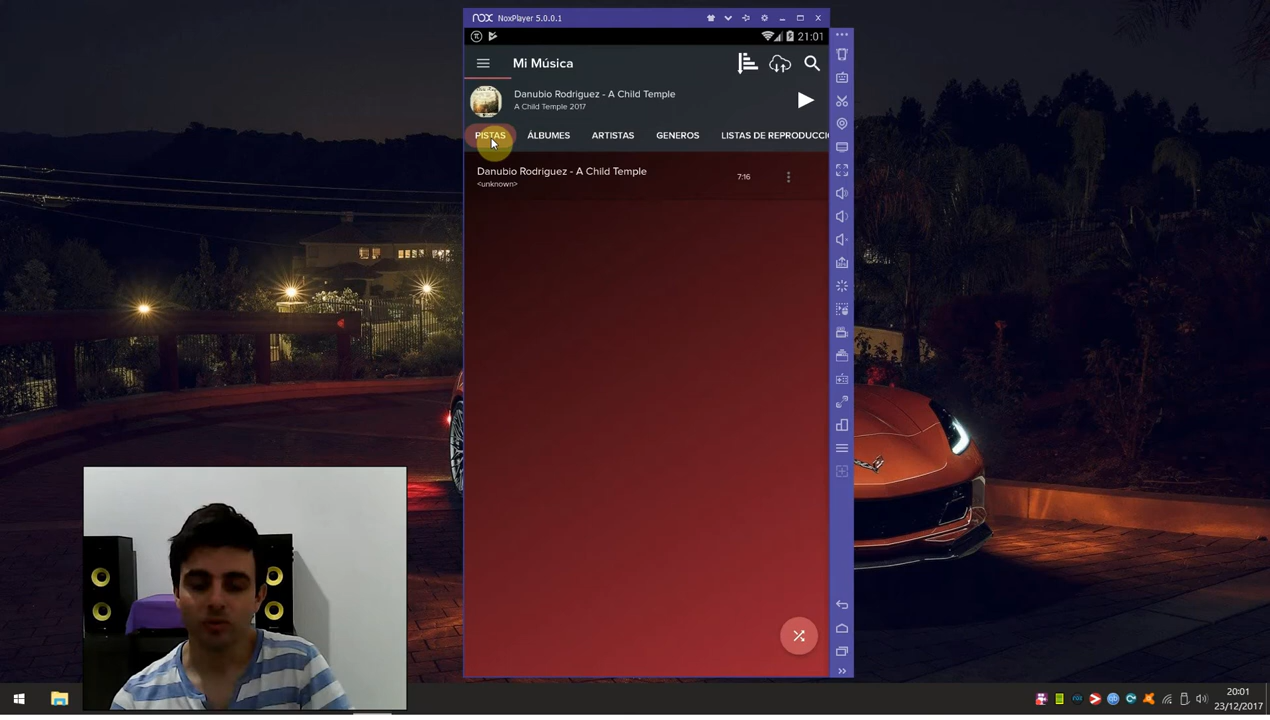 nox NoxPlayer 5.0.0.1
21:01
Mi Música
Danubio Rodriguez - A Child Temple
A Child Temple 2017
PISTAS ÁLBUMES ARTISTAS GENEROS LISTAS DE REPRODUCCI
Danubio Rodriguez - A Child Temple
<unknown>
7:16
20:01
23/12/2017